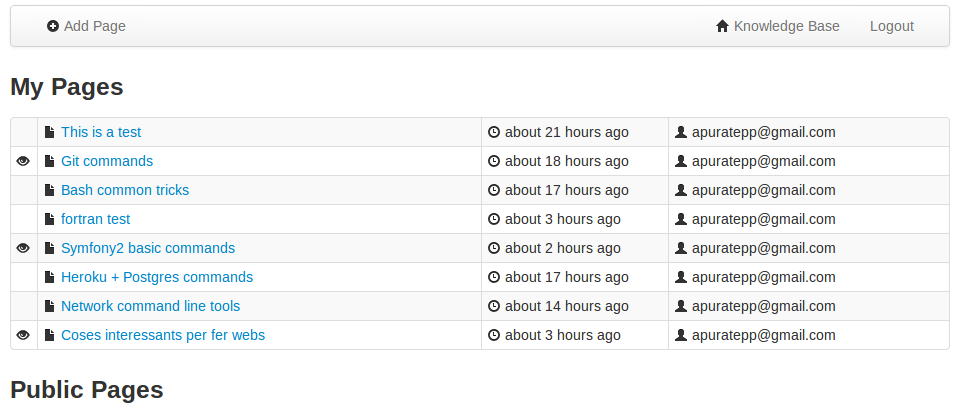 Add Page Knowledge Base Logout
My Pages
This is a test about 21 hours ago apuratepp@gmail.com
Git commands about 18 hours ago apuratepp@gmail.com
Bash common tricks about 17 hours ago apuratepp@gmail.com
fortran test about 3 hours ago apuratepp@gmail.com
Symfony2 basic commands about 2 hours ago apuratepp@gmail.com
Heroku + Postgres commands about 17 hours ago apuratepp@gmail.com
Network command line tools about 14 hours ago apuratepp@gmail.com
Coses interessants per fer webs about 3 hours ago apuratepp@gmail.com
Public Pages